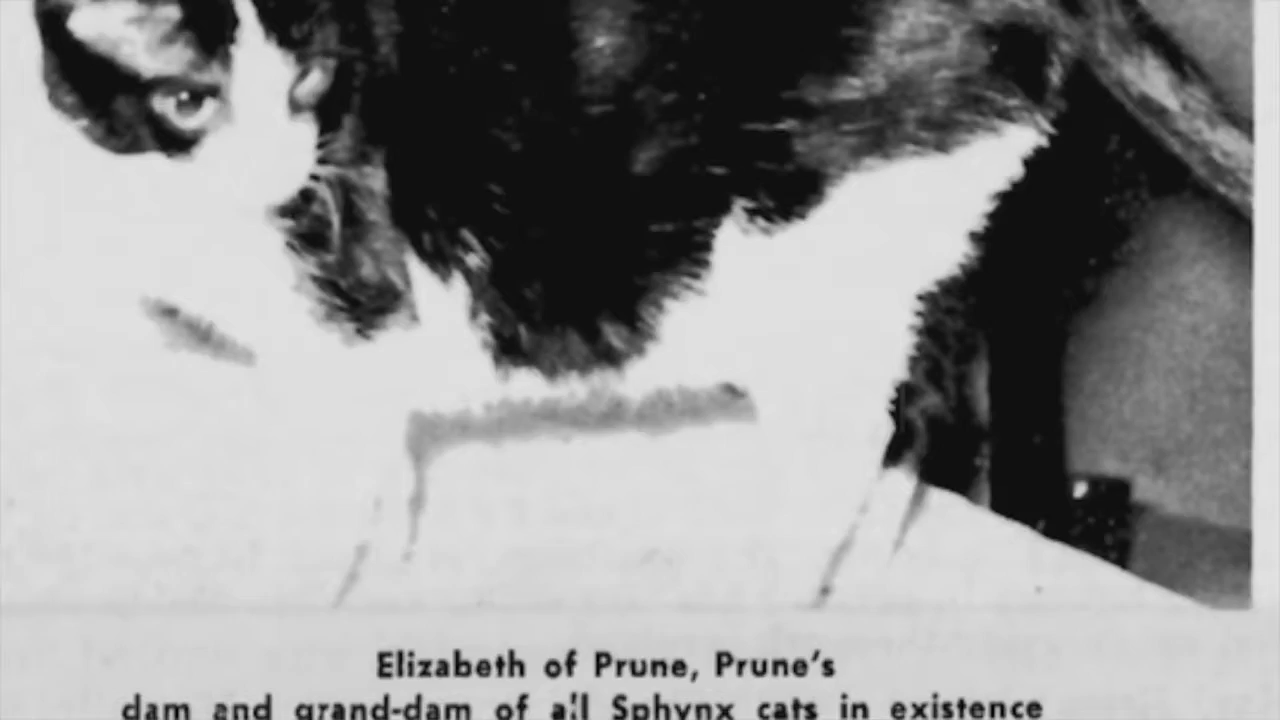 Elizabeth of Prune, Prune's
dam and grand-dam of all Sphynx cats in existence